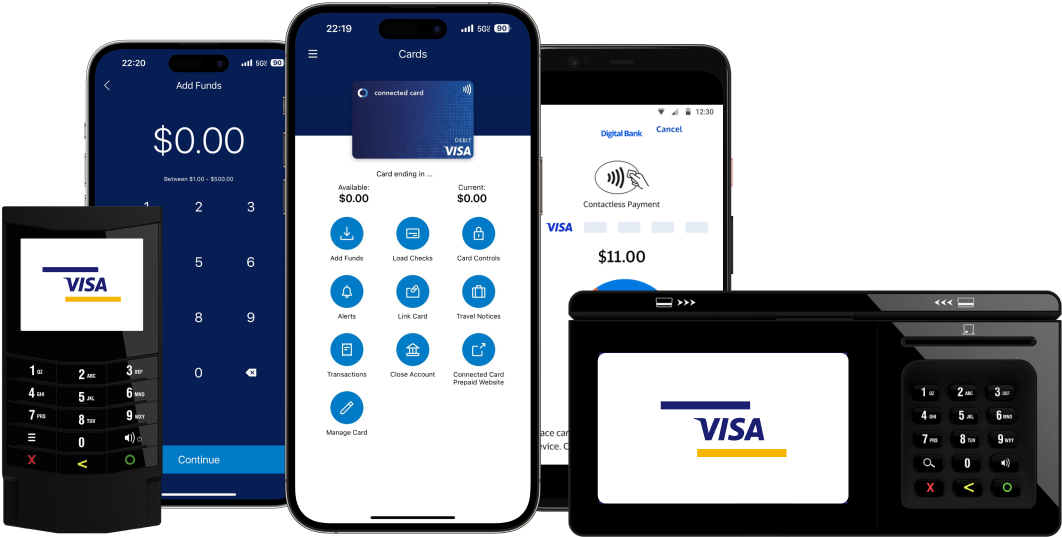 22:20
5G 90
Add Funds
$0.00
Between $1.00 - $500.00
1 2 3
5 6
8 9
0
Continue
22:19
5G 90
Cards
connected card
DEBIT
VISA
Card ending in ...
Available:
$0.00
Current:
$0.00
Add Funds
Load Checks
Card Controls
Alerts
Link Card
Travel Notices
Transactions
Close Account
Connected Card
Prepaid Website
Manage Card
12:30
Digital Bank
Cancel
Contactless Payment
VISA
$11.00
ace car
evice. C
VISA
1 QZ 2 ABC 3 DEF
4 GHI 5 JKL 6 MNO
7 PRS 8 TUV 9 WXY
0
X < O
>>> <<<
VISA
1 QZ 2 ABC 3 DEF
4 GHI 5 JKL 6 MNO
7 PRS 8 TUV 9 WXY
0
X < O